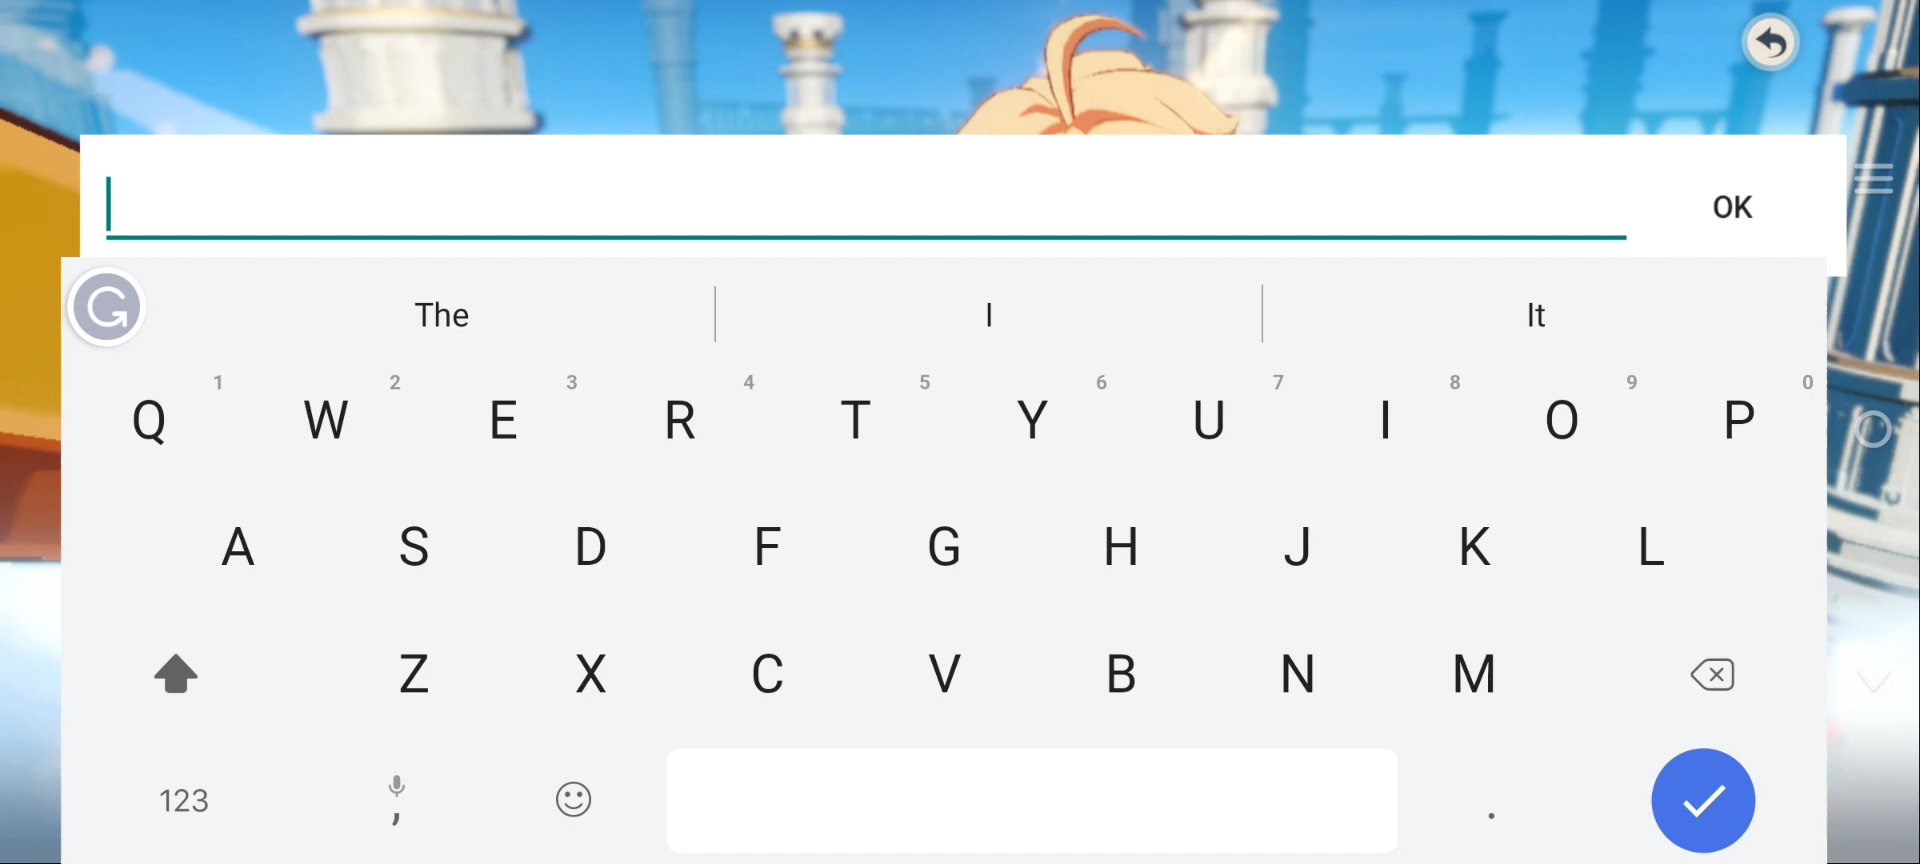 OK
The I It
1 2 3 4 5 6 7 8 9 0
Q W E R T Y U I O P
A S D F G H J K L
Z X C V B N M
123 , .